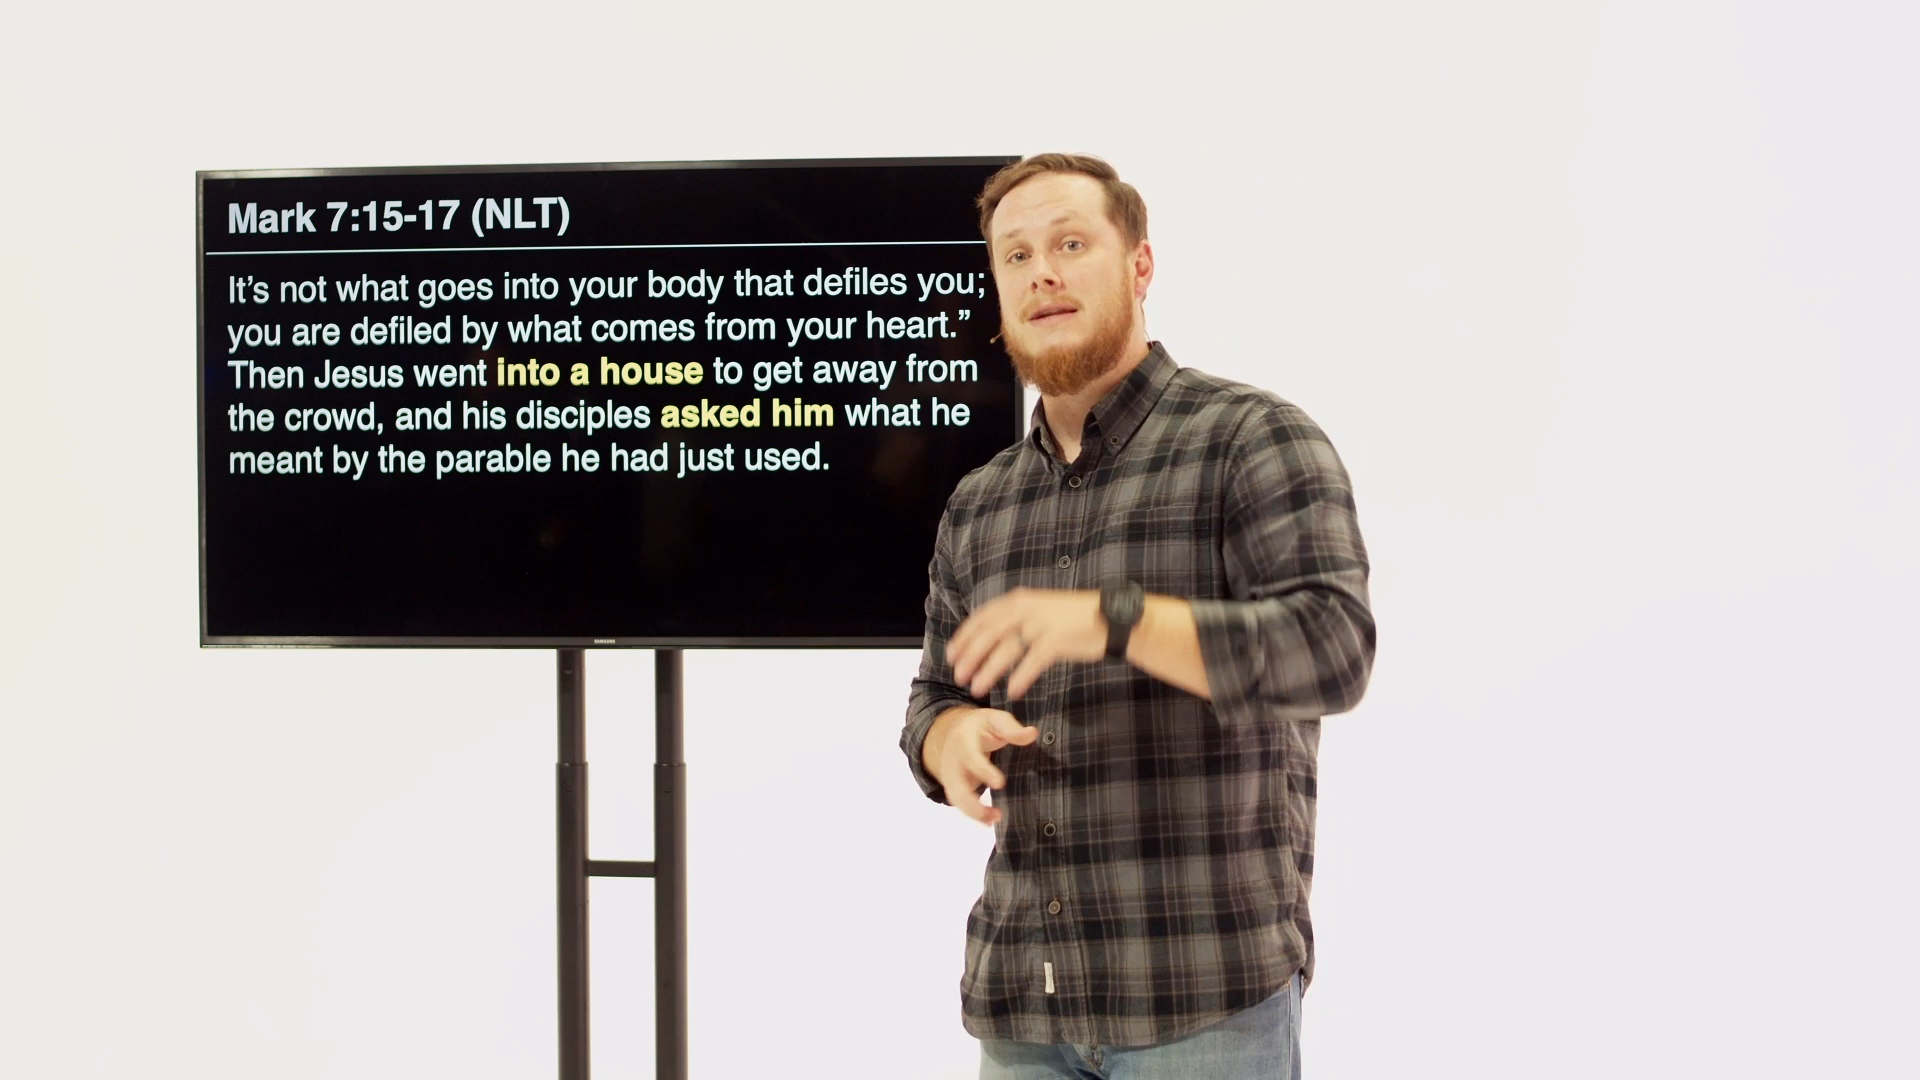 Mark 7:15-17 (NLT)
It’s not what goes into your body that defiles you;
you are defiled by what comes from your heart.”
Then Jesus went into a house to get away from
the crowd, and his disciples asked him what he
meant by the parable he had just used.
SAMSUNG